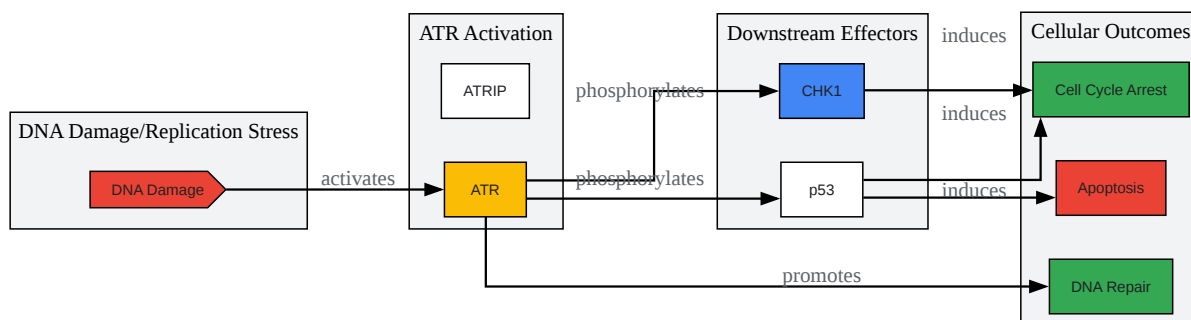 ATR Activation
Downstream Effectors
induces
Cellular Outcomes
ATRIP
phosphorylates
CHK1
Cell Cycle Arrest
induces
DNA Damage/Replication Stress
DNA Damage
activates
ATR
phosphorylates
p53
induces
Apoptosis
promotes
DNA Repair